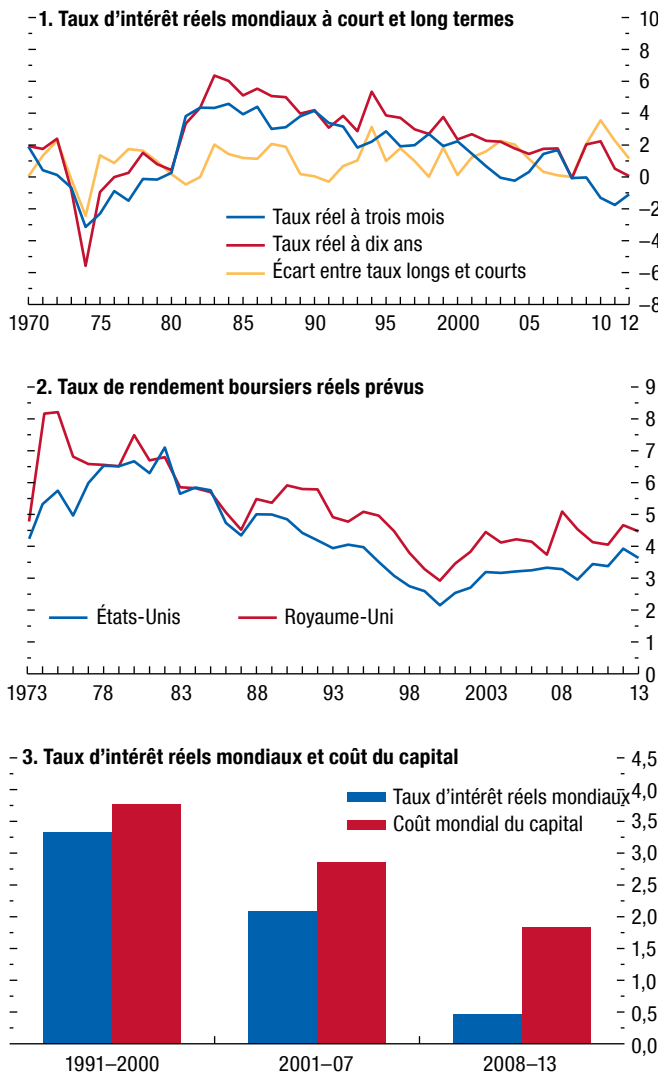 1. Taux d'intérêt réels mondiaux à court et long termes
10
8
6
4
2
0
–2
–4
–6
–8
Taux réel à trois mois
Taux réel à dix ans
Écart entre taux longs et courts
1970 75 80 85 90 95 2000 05 10 12
2. Taux de rendement boursiers réels prévus
9
8
7
6
5
4
3
2
1
0
États-Unis Royaume-Uni
1973 78 83 88 93 98 2003 08 13
3. Taux d'intérêt réels mondiaux et coût du capital
4,5
4,0
3,5
3,0
2,5
2,0
1,5
1,0
0,5
0,0
Taux d'intérêt réels mondiaux
Coût mondial du capital
1991–2000 2001–07 2008–13